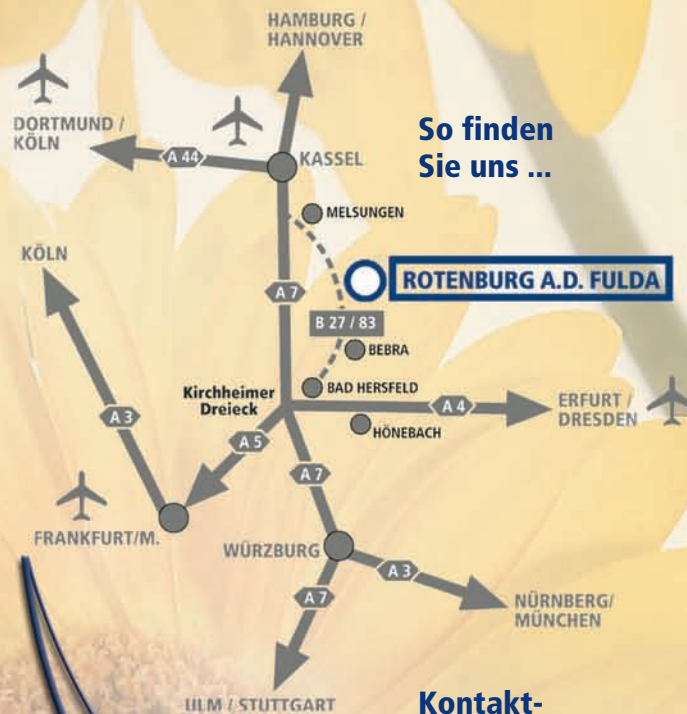 HAMBURG /
HANNOVER
DORTMUND /
KÖLN
A 44
KASSEL
So finden
Sie uns ...
MELSUNGEN
KÖLN
ROTENBURG A.D. FULDA
A 7
B 27 / 83
BEBRA
BAD HERSFELD
Kirchheimer
Dreieck
A 4
ERFURT /
DRESDEN
A 3
A 5
HÖNEBACH
A 7
FRANKFURT/M.
WÜRZBURG
A 3
A 7
NÜRNBERG/
MÜNCHEN
ULM / STUTTGART
Kontakt-